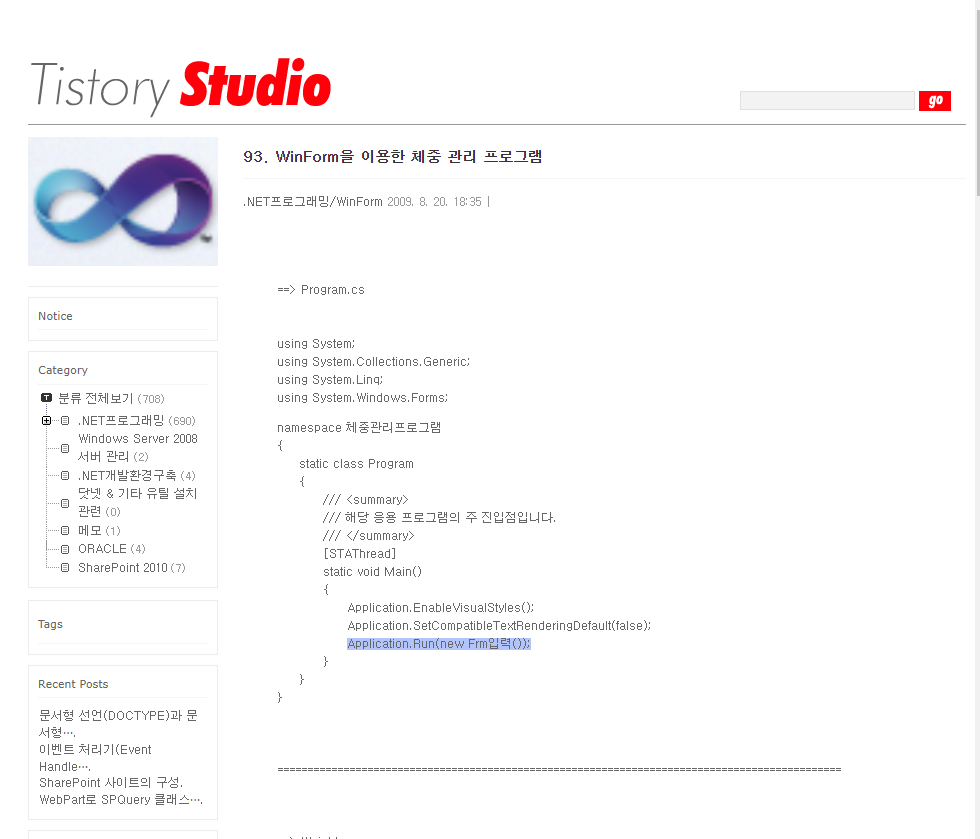 Tistory Studio
go
93. WinForm을 이용한 체중 관리 프로그램
.NET프로그래밍/WinForm 2009. 8. 20. 18:35 |
==> Program.cs
using System;
using System.Collections.Generic;
using System.Linq;
using System.Windows.Forms;
namespace 체중관리프로그램
{
static class Program
{
/// <summary>
/// 해당 응용 프로그램의 주 진입점입니다.
/// </summary>
[STAThread]
static void Main()
{
Application.EnableVisualStyles();
Application.SetCompatibleTextRenderingDefault(false);
Application.Run(new Frm입력());
}
}
}
==============================================================================================
Notice
Category
분류 전체보기 (708)
.NET프로그래밍 (690)
Windows Server 2008
서버 관리 (2)
.NET개발환경구축 (4)
닷넷 & 기타 유틸 설치
관련 (0)
메모 (1)
ORACLE (4)
SharePoint 2010 (7)
Tags
Recent Posts
문서형 선언(DOCTYPE)과 문
서형….
이벤트 처리기(Event
Handle….
SharePoint 사이트의 구성.
WebPart로 SPQuery 클래스….